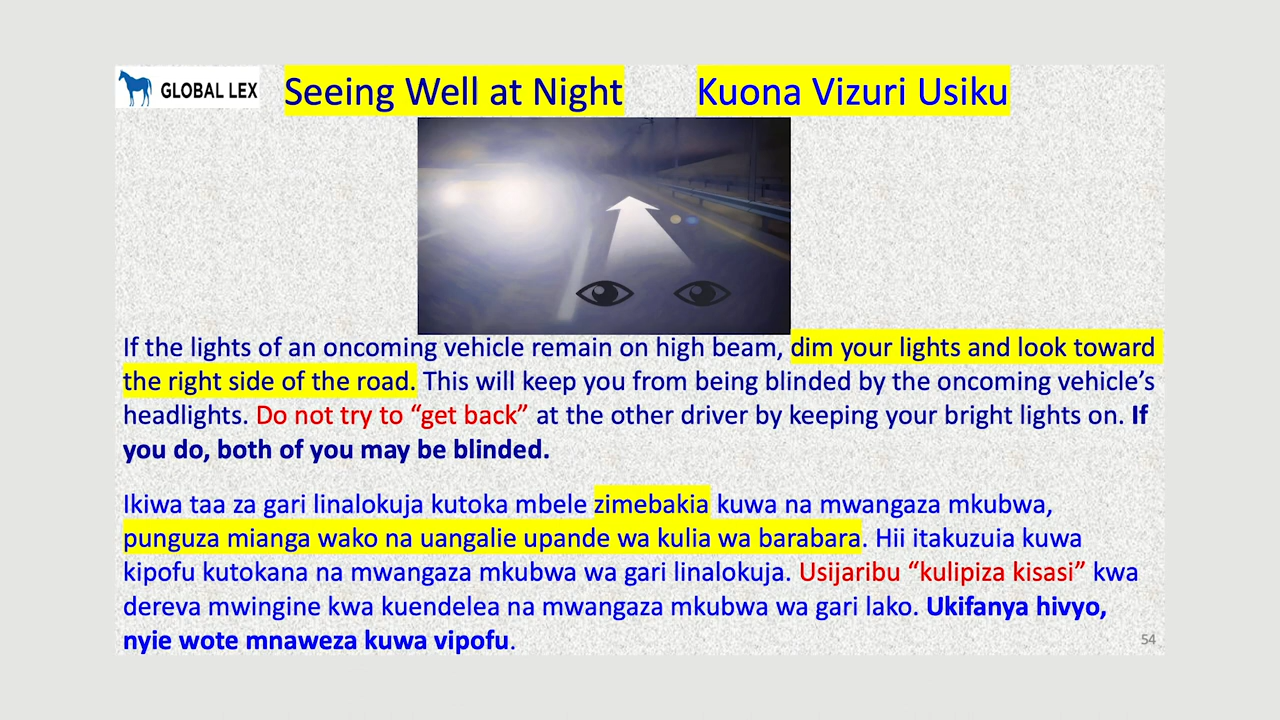 GLOBAL LEX
Seeing Well at Night
Kuona Vizuri Usiku
If the lights of an oncoming vehicle remain on high beam, dim your lights and look toward
the right side of the road. This will keep you from being blinded by the oncoming vehicle’s
headlights. Do not try to “get back” at the other driver by keeping your bright lights on. If
you do, both of you may be blinded.
Ikiwa taa za gari linalokuja kutoka mbele zimebakia kuwa na mwangaza mkubwa,
punguza mianga wako na uangalie upande wa kulia wa barabara. Hii itakuzuia kuwa
kipofu kutokana na mwangaza mkubwa wa gari linalokuja. Usijaribu “kulipiza kisasi” kwa
dereva mwingine kwa kuendelea na mwangaza mkubwa wa gari lako. Ukifanya hivyo,
nyie wote mnaweza kuwa vipofu.
54